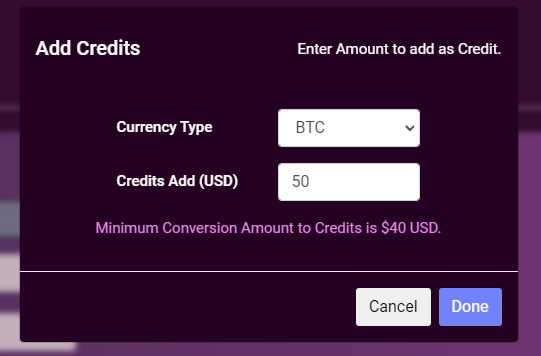 Add Credits
Enter Amount to add as Credit.
Currency Type
BTC
Credits Add (USD)
50
Minimum Conversion Amount to Credits is $40 USD.
Cancel
Done